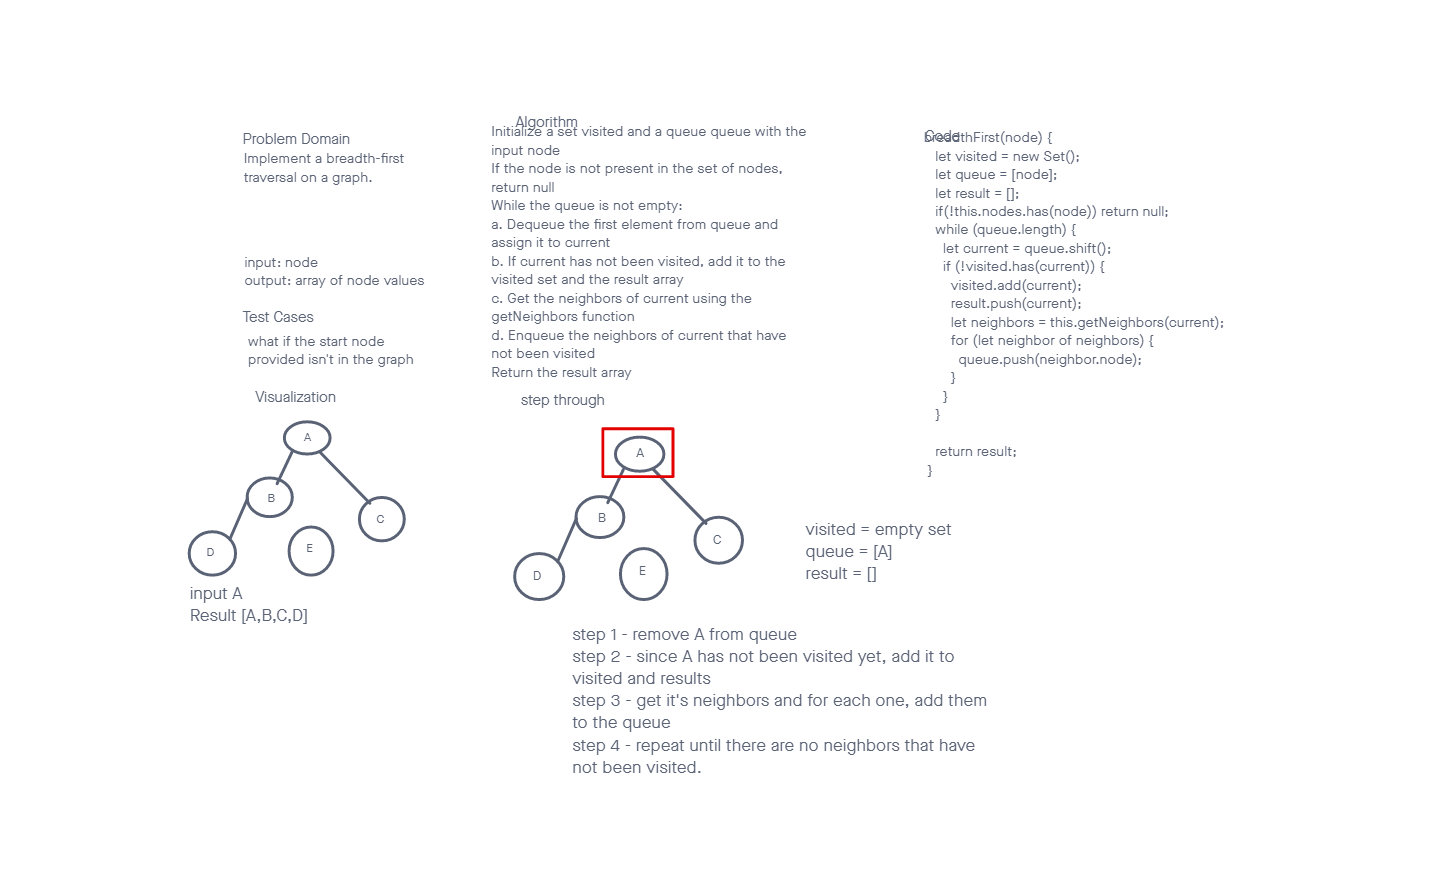 Problem Domain
Implement a breadth-first
traversal on a graph.
input: node
output: array of node values
Test Cases
what if the start node
provided isn't in the graph
Visualization
A
B
C
D
E
input A
Result [A,B,C,D]
Algorithm
Initialize a set visited and a queue queue with the
input node
If the node is not present in the set of nodes,
return null
While the queue is not empty:
a. Dequeue the first element from queue and
assign it to current
b. If current has not been visited, add it to the
visited set and the result array
c. Get the neighbors of current using the
getNeighbors function
d. Enqueue the neighbors of current that have
not been visited
Return the result array
step through
A
B
C
D
E
visited = empty set
queue = [A]
result = []
step 1 - remove A from queue
step 2 - since A has not been visited yet, add it to
visited and results
step 3 - get it's neighbors and for each one, add them
to the queue
step 4 - repeat until there are no neighbors that have
not been visited.
Code
breadthFirst(node) {
let visited = new Set();
let queue = [node];
let result = [];
if(!this.nodes.has(node)) return null;
while (queue.length) {
let current = queue.shift();
if (!visited.has(current)) {
visited.add(current);
result.push(current);
let neighbors = this.getNeighbors(current);
for (let neighbor of neighbors) {
queue.push(neighbor.node);
}
}
}
return result;
}